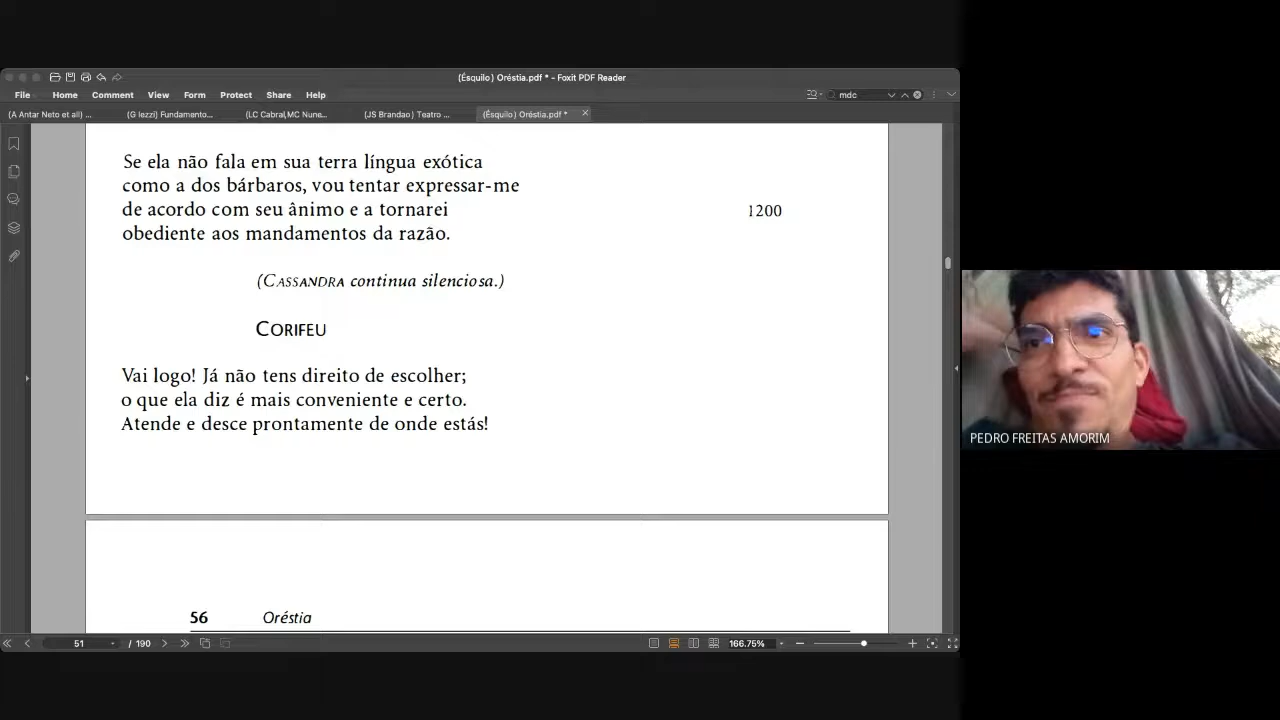 (Ésquilo) Oréstia.pdf * - Foxit PDF Reader
File Home Comment View Form Protect Share Help
mdc
(A Antar Neto et all) ...
(G Iezzi) Fundamento...
(LC Cabral,MC Nune...
(JS Brandao) Teatro ...
(Ésquilo) Oréstia.pdf *
Se ela não fala em sua terra língua exótica
como a dos bárbaros, vou tentar expressar-me
de acordo com seu ânimo e a tornarei 1200
obediente aos mandamentos da razão.
(CASSANDRA continua silenciosa.)
CORIFEU
Vai logo! Já não tens direito de escolher;
o que ela diz é mais conveniente e certo.
Atende e desce prontamente de onde estás!
56 Oréstia
51 / 190
166.75%
PEDRO FREITAS AMORIM